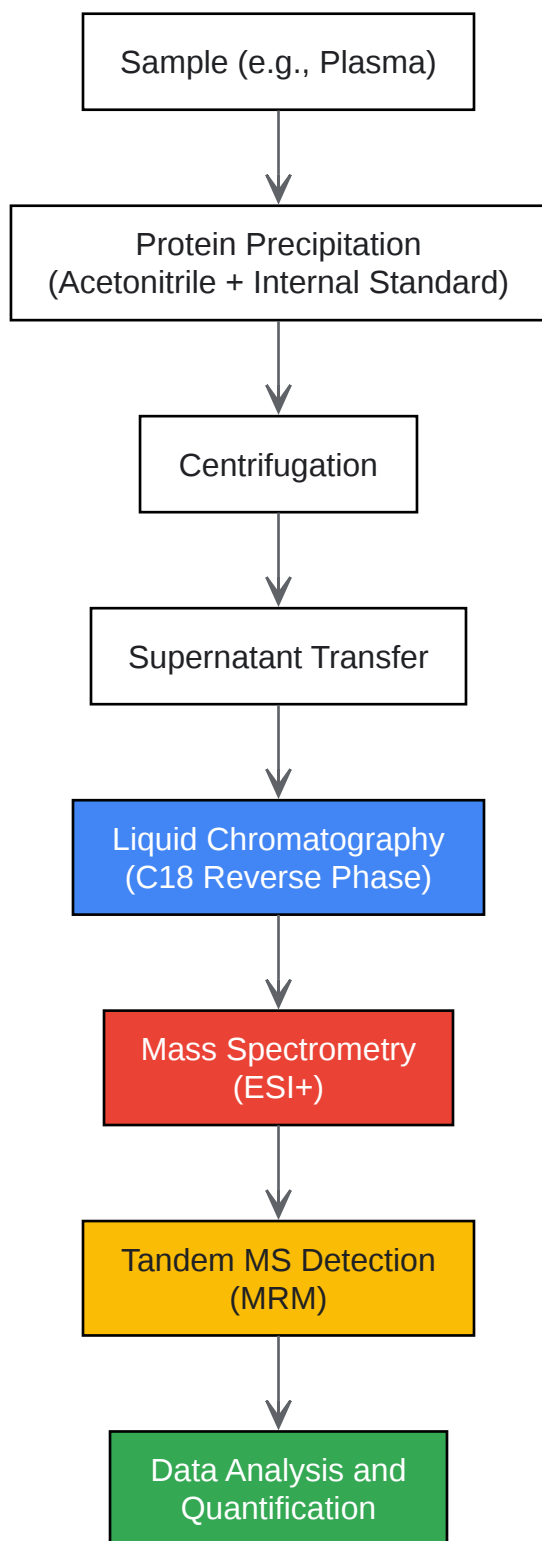 Sample (e.g., Plasma)
Protein Precipitation
(Acetonitrile + Internal Standard)
Centrifugation
Supernatant Transfer
Liquid Chromatography
(C18 Reverse Phase)
Mass Spectrometry
(ESI+)
Tandem MS Detection
(MRM)
Data Analysis and
Quantification